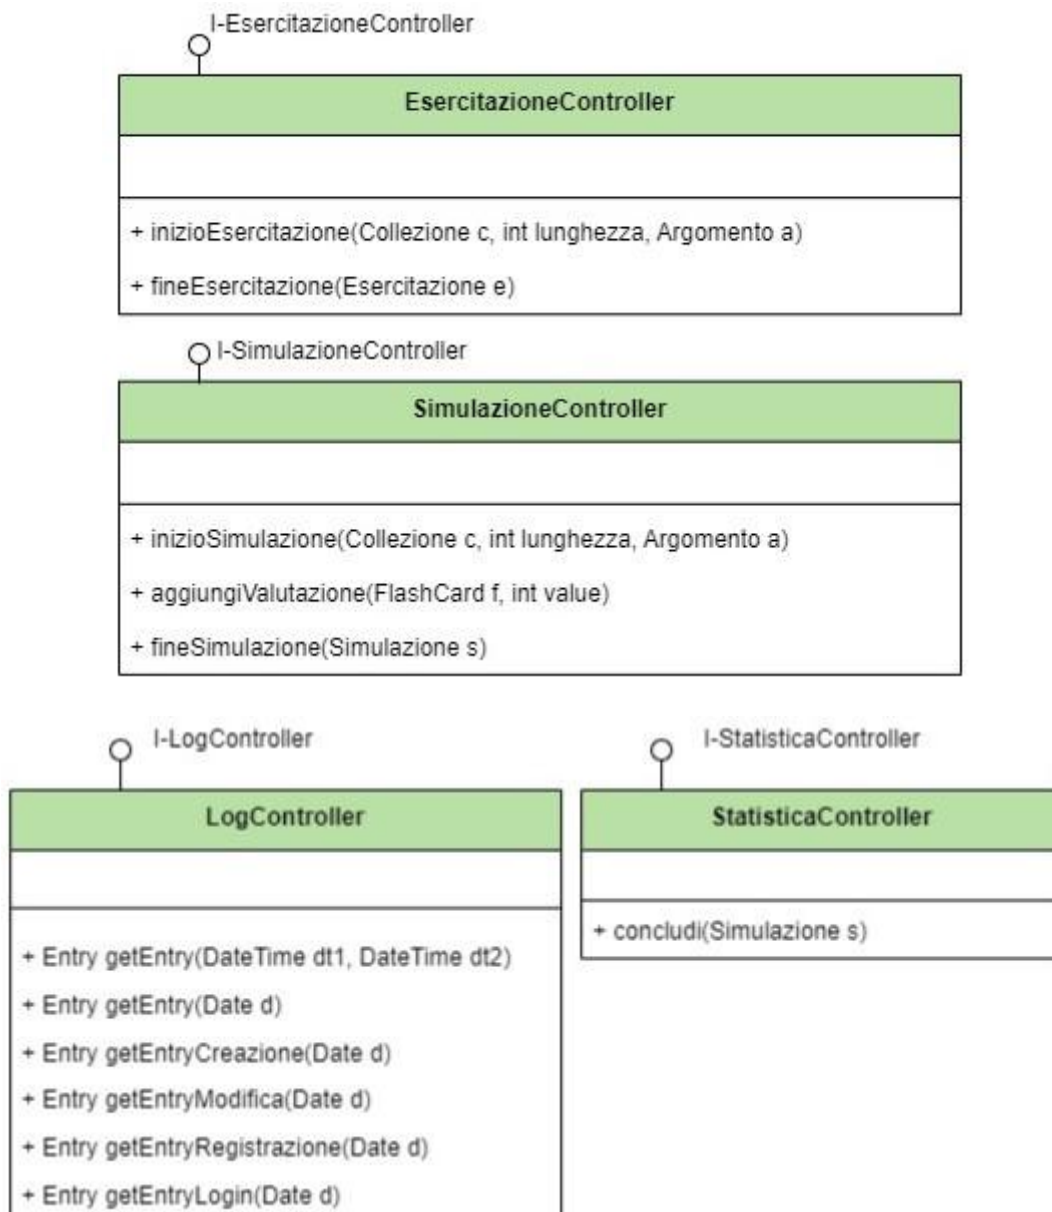 I-EsercitazioneController
EsercitazioneController
+ inizioEsercitazione(Collezione c, int lunghezza, Argomento a)
+ fineEsercitazione(Esercitazione e)
I-SimulazioneController
SimulazioneController
+ inizioSimulazione(Collezione c, int lunghezza, Argomento a)
+ aggiungiValutazione(FlashCard f, int value)
+ fineSimulazione(Simulazione s)
I-LogController
LogController
+ Entry getEntry(DateTime dt1, DateTime dt2)
+ Entry getEntry(Date d)
+ Entry getEntryCreazione(Date d)
+ Entry getEntryModifica(Date d)
+ Entry getEntryRegistrazione(Date d)
+ Entry getEntryLogin(Date d)
I-StatisticaController
StatisticaController
+ concludi(Simulazione s)